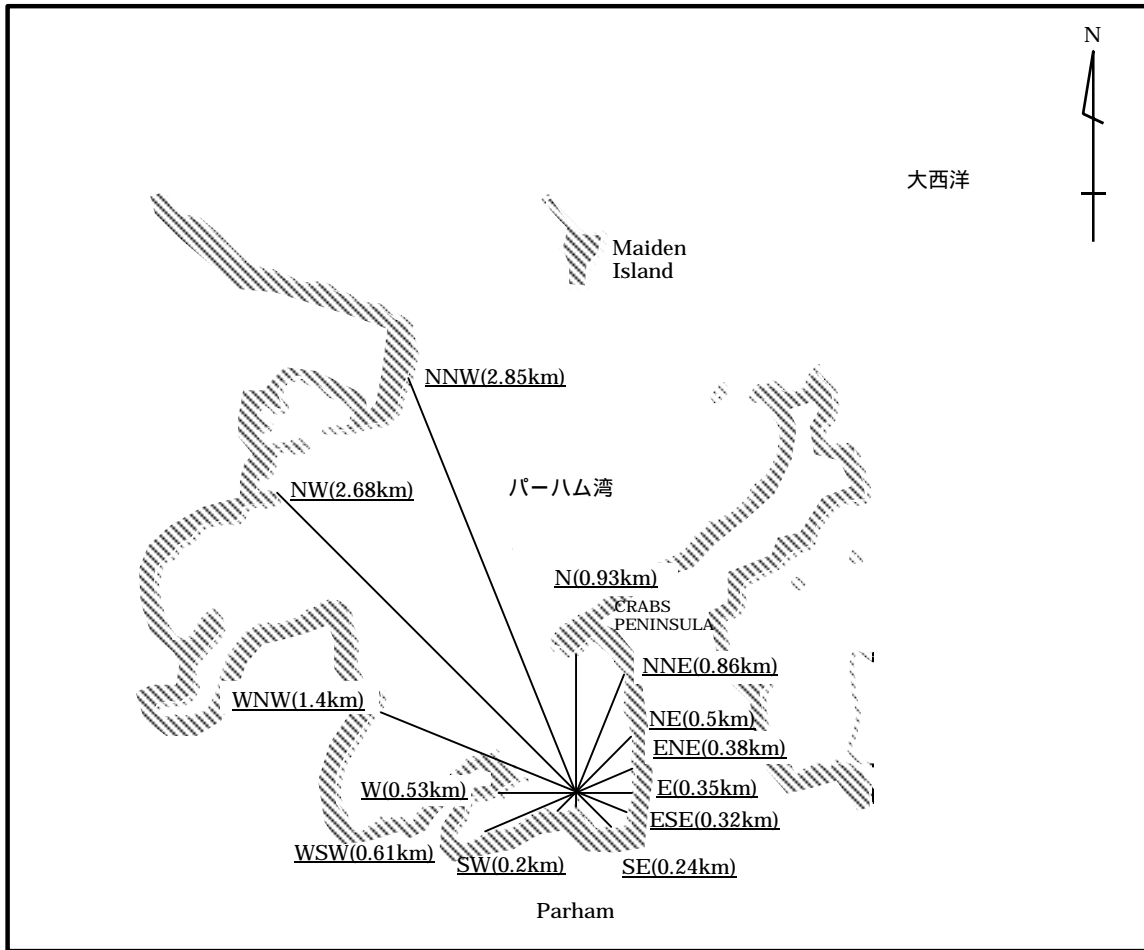 N
大西洋
Maiden
Island
NNW(2.85km)
NW(2.68km)
パーハム湾
N(0.93km)
CRABS
PENINSULA
NNE(0.86km)
WNW(1.4km)
NE(0.5km)
ENE(0.38km)
W(0.53km)
E(0.35km)
ESE(0.32km)
WSW(0.61km)
SW(0.2km)
SE(0.24km)
Parham